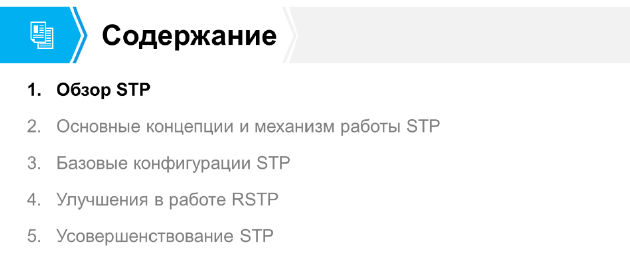 Содержание
1. Обзор STP
2. Основные концепции и механизм работы STP
3. Базовые конфигурации STP
4. Улучшения в работе RSTP
5. Усовершенствование STP